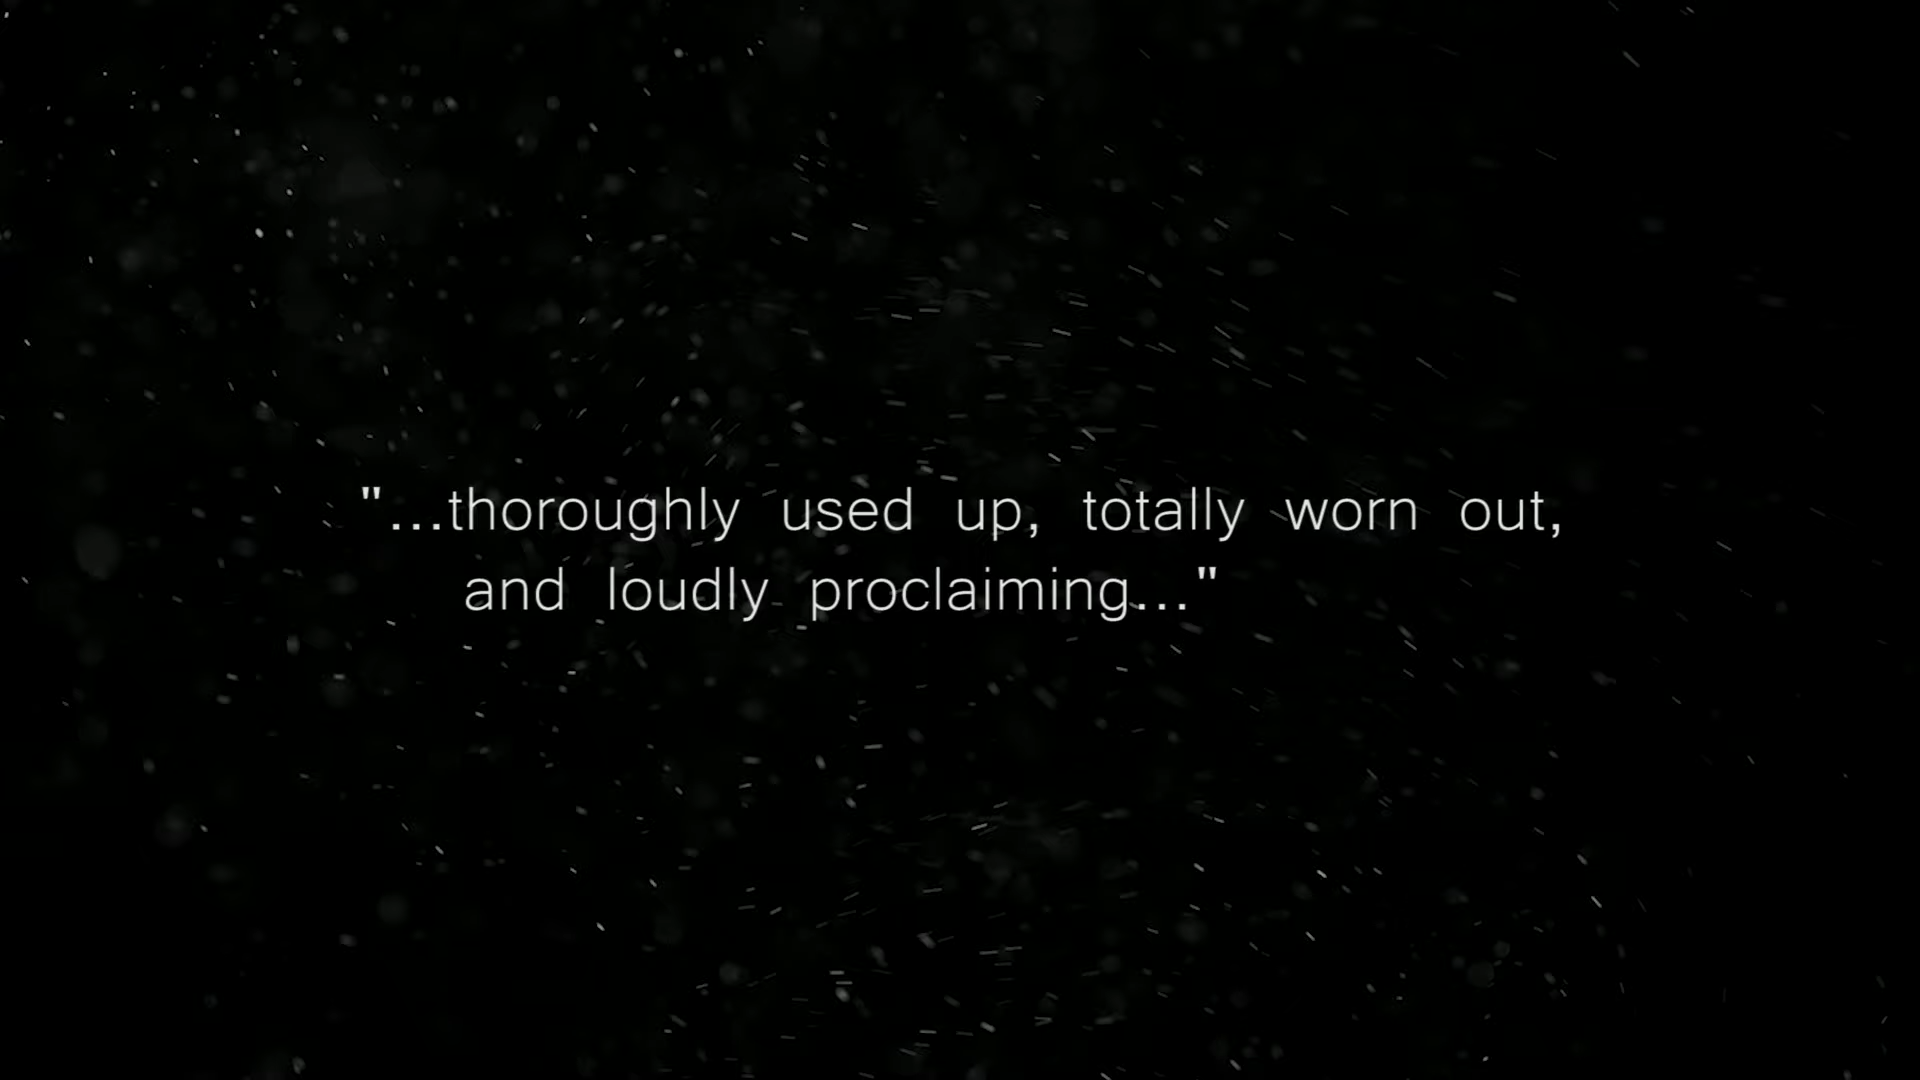 "...thoroughly used up, totally worn out,
and loudly proclaiming..."